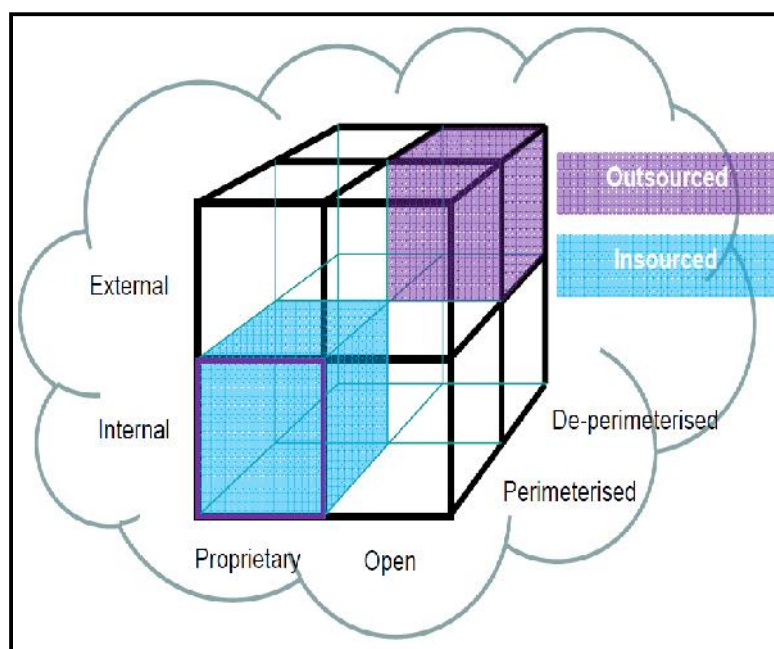 Outsourced
Insourced
External
Internal
De-perimeterised
Perimeterised
Proprietary
Open